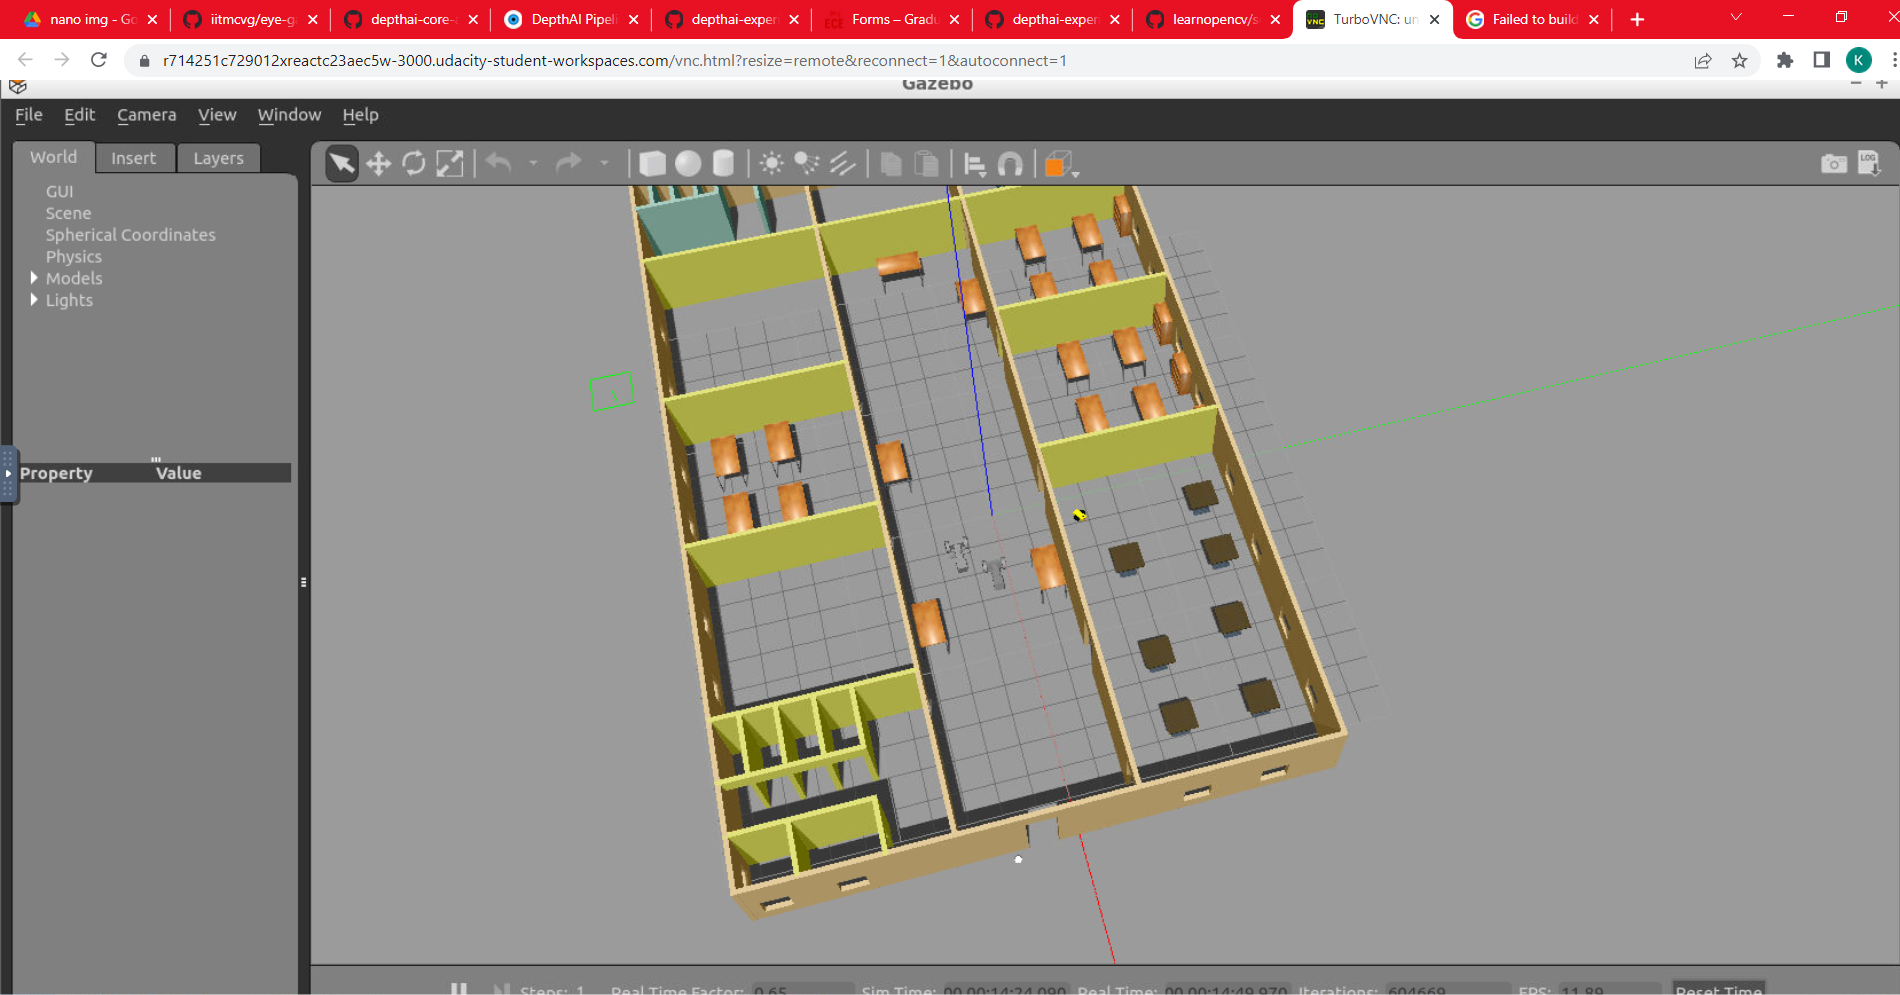 nano img - Go
iitmcvg/eye-ga
depthai-core-
DepthAI Pipeli
depthai-exper
Forms – Gradu
depthai-exper
learnopencv/s
TurboVNC: un
Failed to build
r714251c729012xreactc23aec5w-3000.udacity-student-workspaces.com/vnc.html?resize=remote&reconnect=1&autoconnect=1
K
Gazebo
File Edit Camera View Window Help
World Insert Layers
LOG
GUI
Scene
Spherical Coordinates
Physics
Models
Lights
Property Value
Steps: 1 Real Time Factor: 0.65 Sim Time: 00 00:14:24.090 Real Time: 00 00:14:49.970 Iterations: 604669 FPS: 11.89 Reset Time